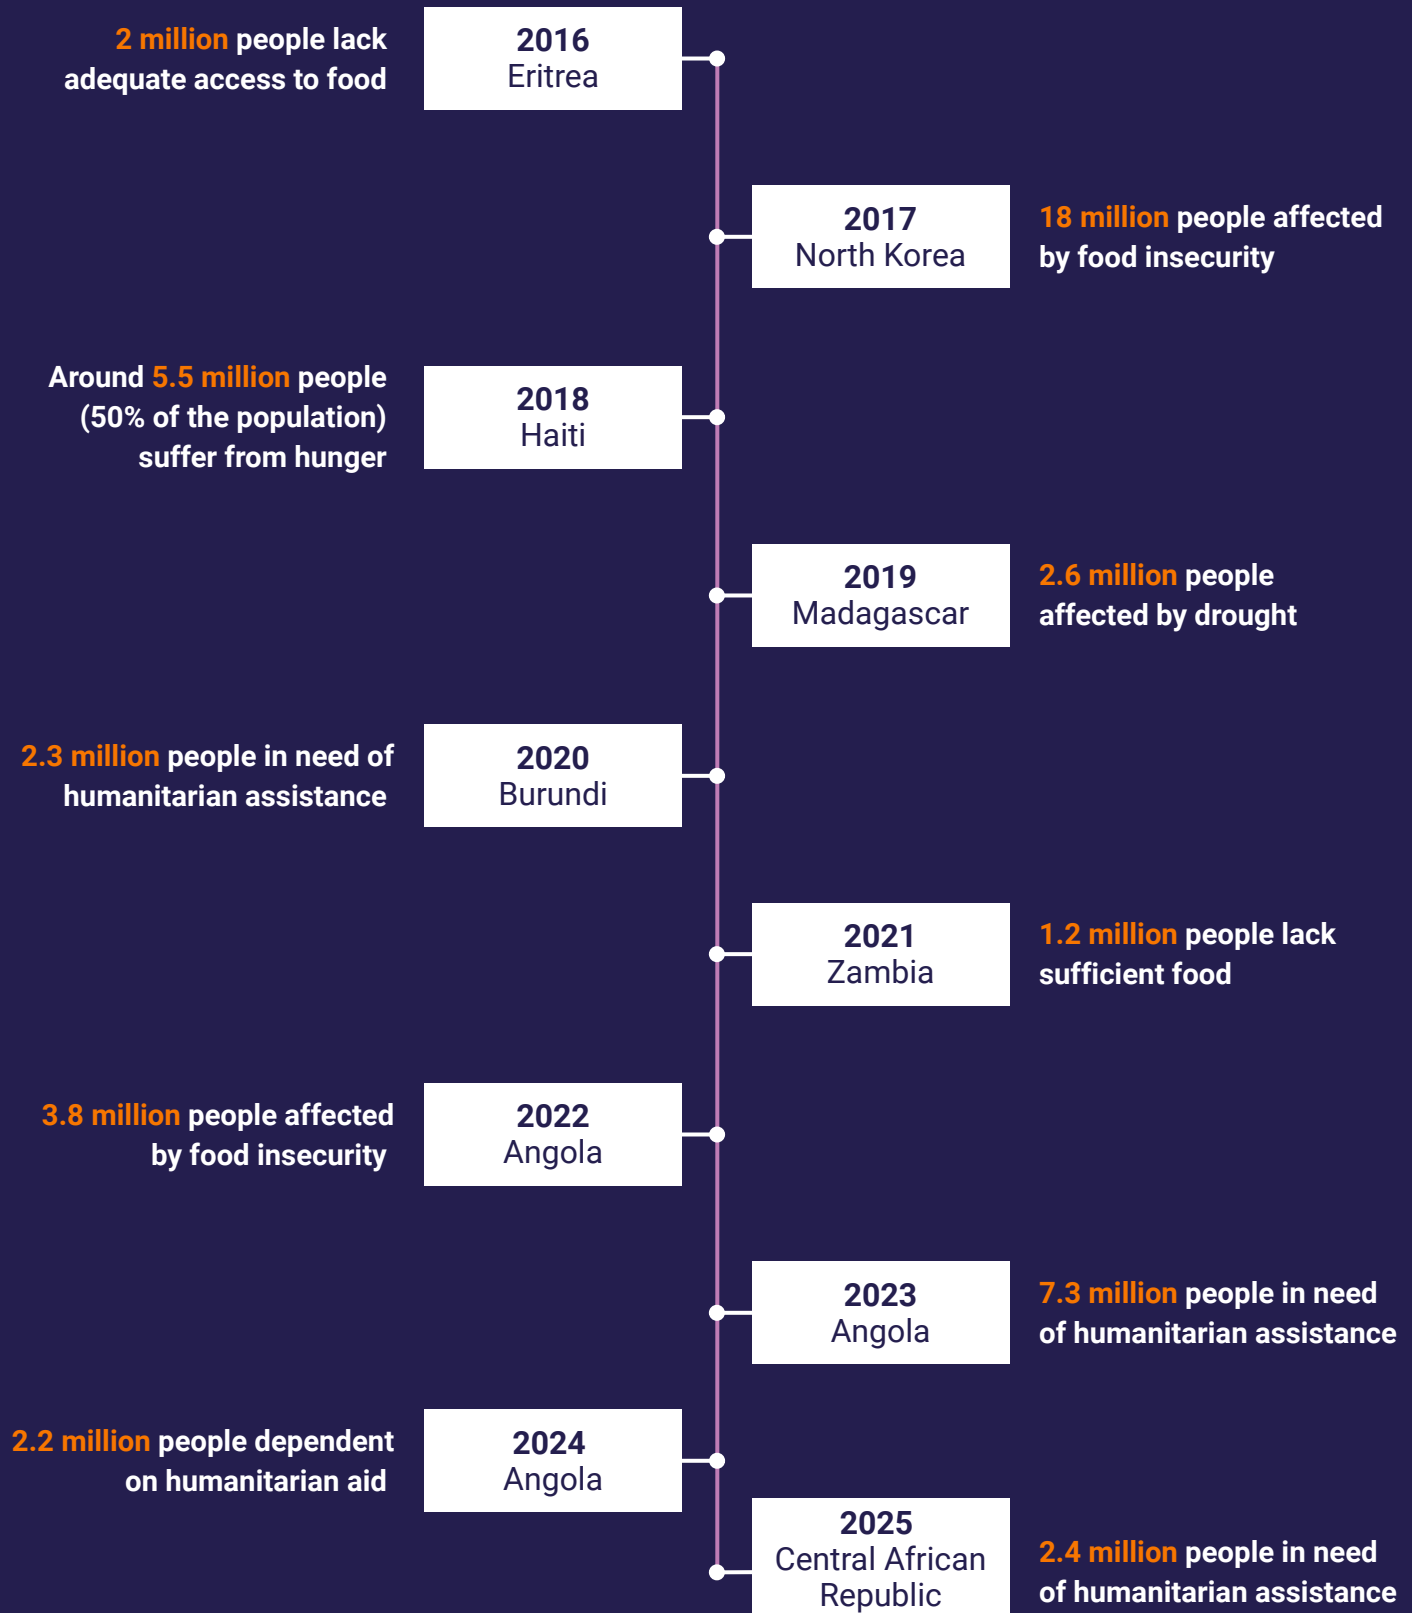 2 million people lack
adequate access to food
2016
Eritrea
2017
North Korea
18 million people affected
by food insecurity
Around 5.5 million people
(50% of the population)
suffer from hunger
2018
Haiti
2019
Madagascar
2.6 million people
affected by drought
2.3 million people in need of
humanitarian assistance
2020
Burundi
2021
Zambia
1.2 million people lack
sufficient food
3.8 million people affected
by food insecurity
2022
Angola
2023
Angola
7.3 million people in need
of humanitarian assistance
2.2 million people dependent
on humanitarian aid
2024
Angola
2025
Central African
Republic
2.4 million people in need
of humanitarian assistance